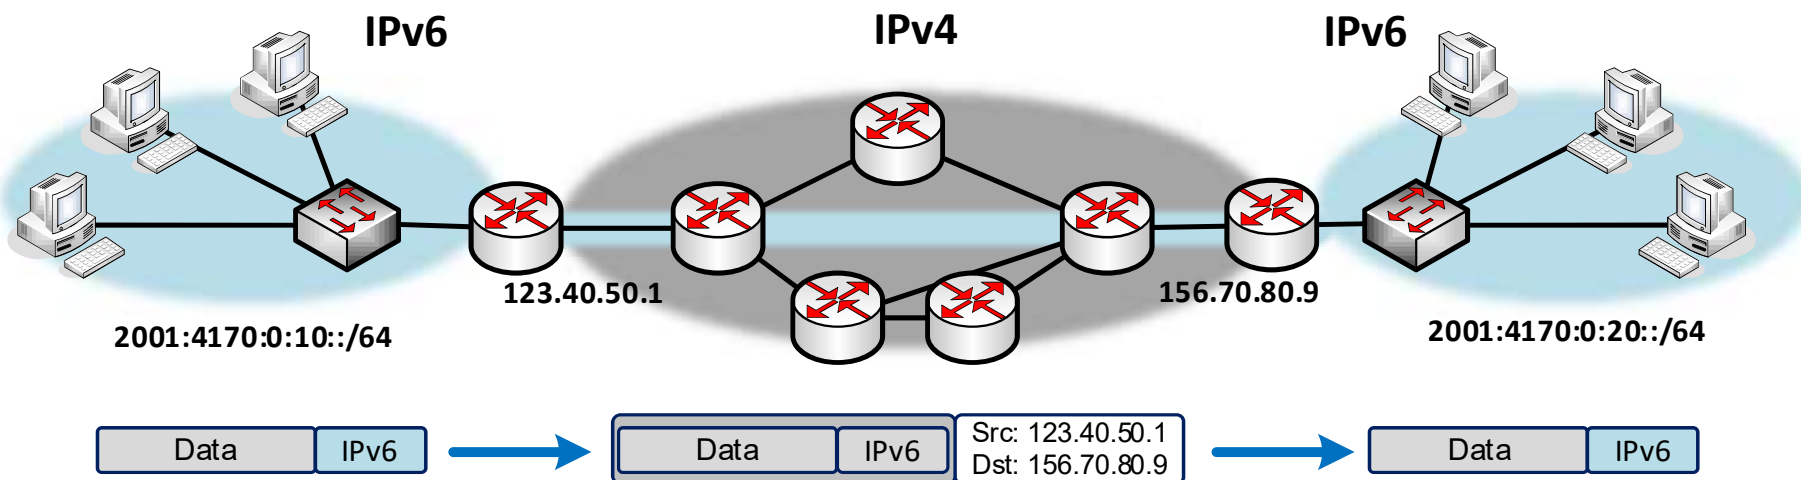 IPv6
IPv4
IPv6
123.40.50.1
156.70.80.9
2001:4170:0:10::/64
2001:4170:0:20::/64
Data
IPv6
Data
IPv6
Src: 123.40.50.1
Dst: 156.70.80.9
Data
IPv6